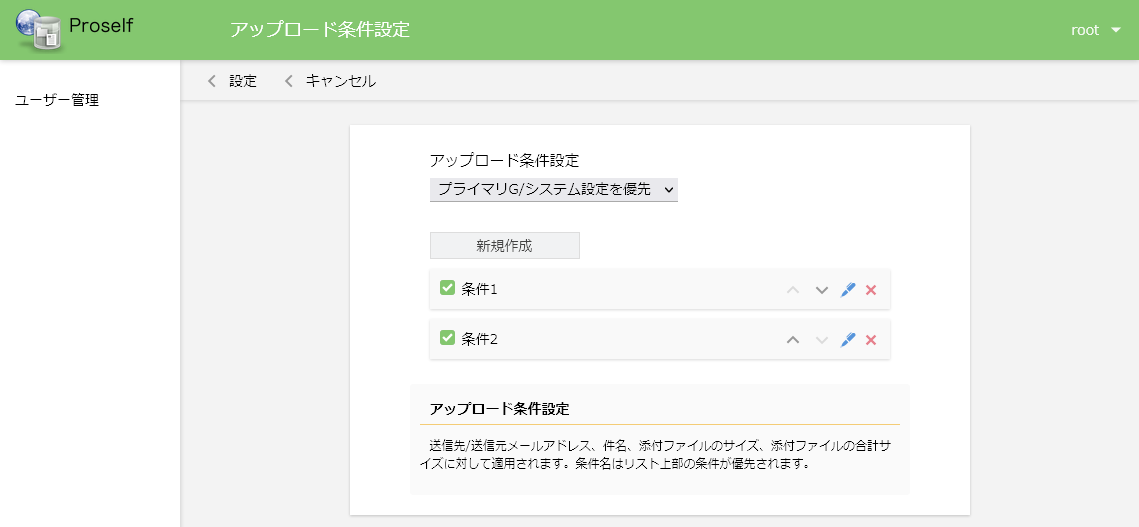 Proself
アップロード条件設定
root
設定
キャンセル
ユーザー管理
アップロード条件設定
プライマリG/システム設定を優先
新規作成
条件1
条件2
アップロード条件設定
送信先/送信元メールアドレス、件名、添付ファイルのサイズ、添付ファイルの合計サ
イズに対して適用されます。条件名はリスト上部の条件が優先されます。